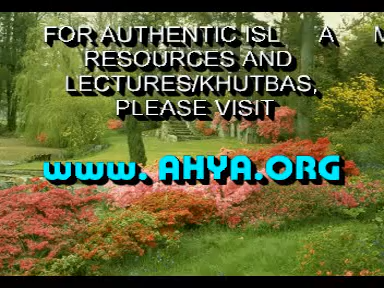 FOR AUTHENTIC ISL A M
RESOURCES AND
LECTURES/KHUTBAS,
PLEASE VISIT
www. AHYA.ORG